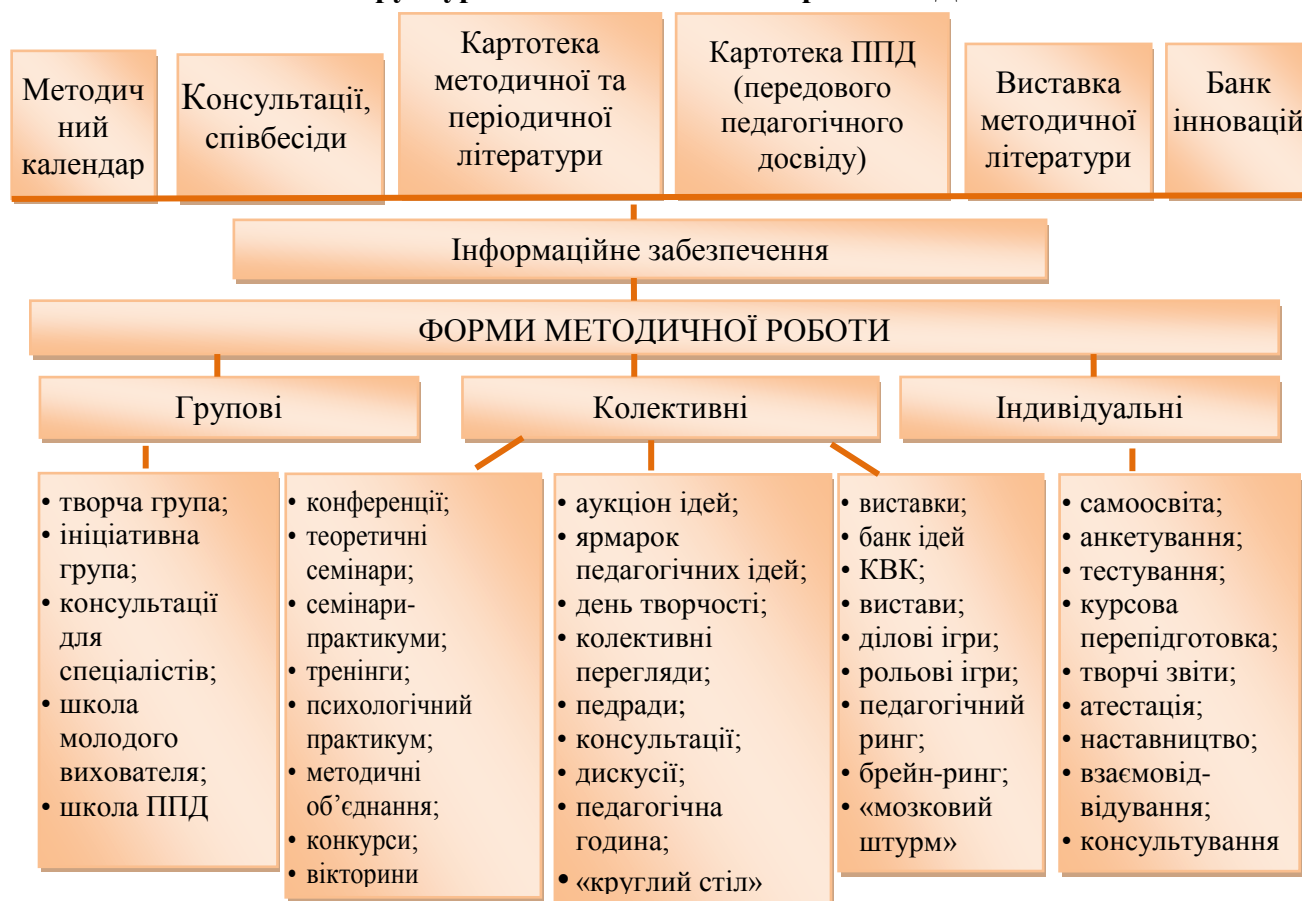 Методич
ний
календар
Консультації,
співбесіди
Картотека
методичної та
періодичної
літератури
Картотека ППД
(передового
педагогічного
досвіду)
Виставка
методичної
літератури
Банк
інновацій
Інформаційне забезпечення
ФОРМИ МЕТОДИЧНОЇ РОБОТИ
Групові
Колективні
Індивідуальні
• творча група;
• ініціативна
група;
• консультації
для
спеціалістів;
• школа
молодого
вихователя;
• школа ППД
• конференції;
• теоретичні
семінари;
• семінари-
практикуми;
• тренінги;
• психологічний
практикум;
• методичні
об’єднання;
• конкурси;
• вікторини
• аукціон ідей;
• ярмарок
педагогічних ідей;
• день творчості;
• колективні
перегляди;
• педради;
• консультації;
• дискусії;
• педагогічна
година;
• «круглий стіл»
• виставки;
• банк ідей
• КВК;
• вистави;
• ділові ігри;
• рольові ігри;
• педагогічний
ринг;
• брейн-ринг;
• «мозковий
штурм»
• самоосвіта;
• анкетування;
• тестування;
• курсова
перепідготовка;
• творчі звіти;
• атестація;
• наставництво;
• взаємовід-
відування;
• консультування